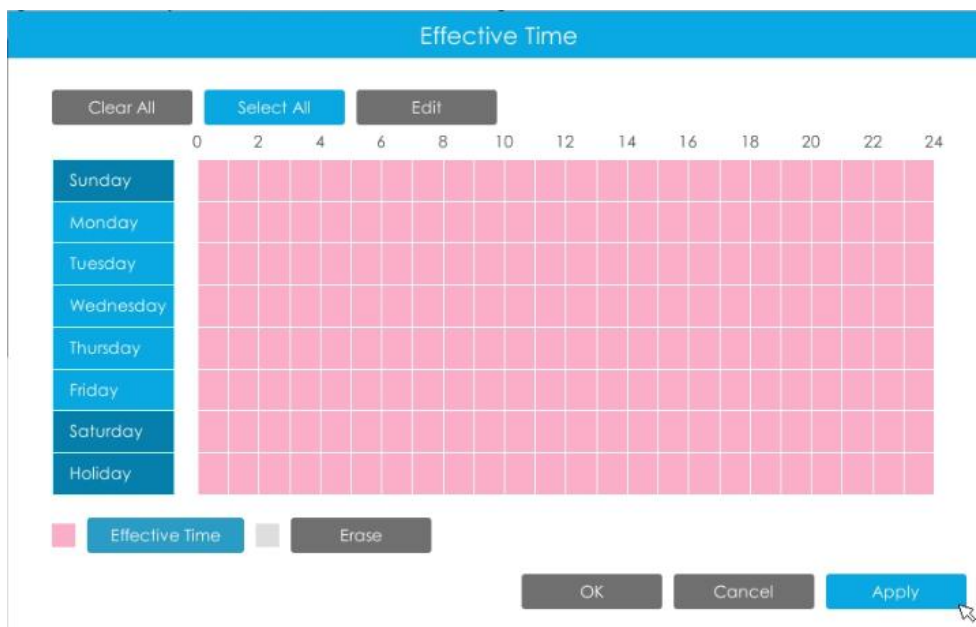 Effective Time
Clear All Select All Edit
0 2 4 6 8 10 12 14 16 18 20 22 24
Sunday
Monday
Tuesday
Wednesday
Thursday
Friday
Saturday
Holiday
Effective Time Erase
OK Cancel Apply